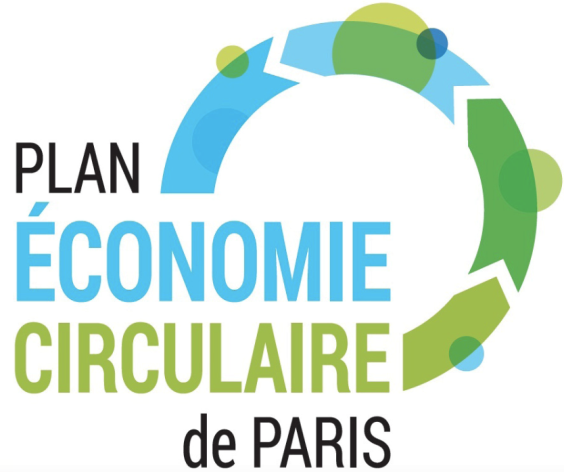 PLAN
ÉCONOMIE
CIRCULAIRE
de PARIS